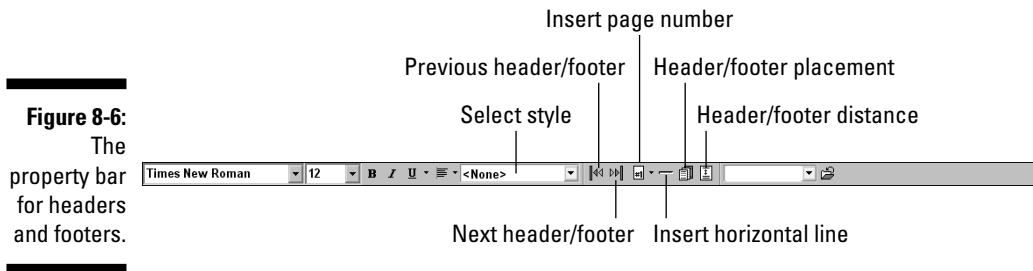 Insert page number
Previous header/footer
Header/footer placement
Figure 8-6:
The
property bar
for headers
and footers.
Select style
Header/footer distance
Times New Roman 12 B I U <None> #1
Next header/footer
Insert horizontal line